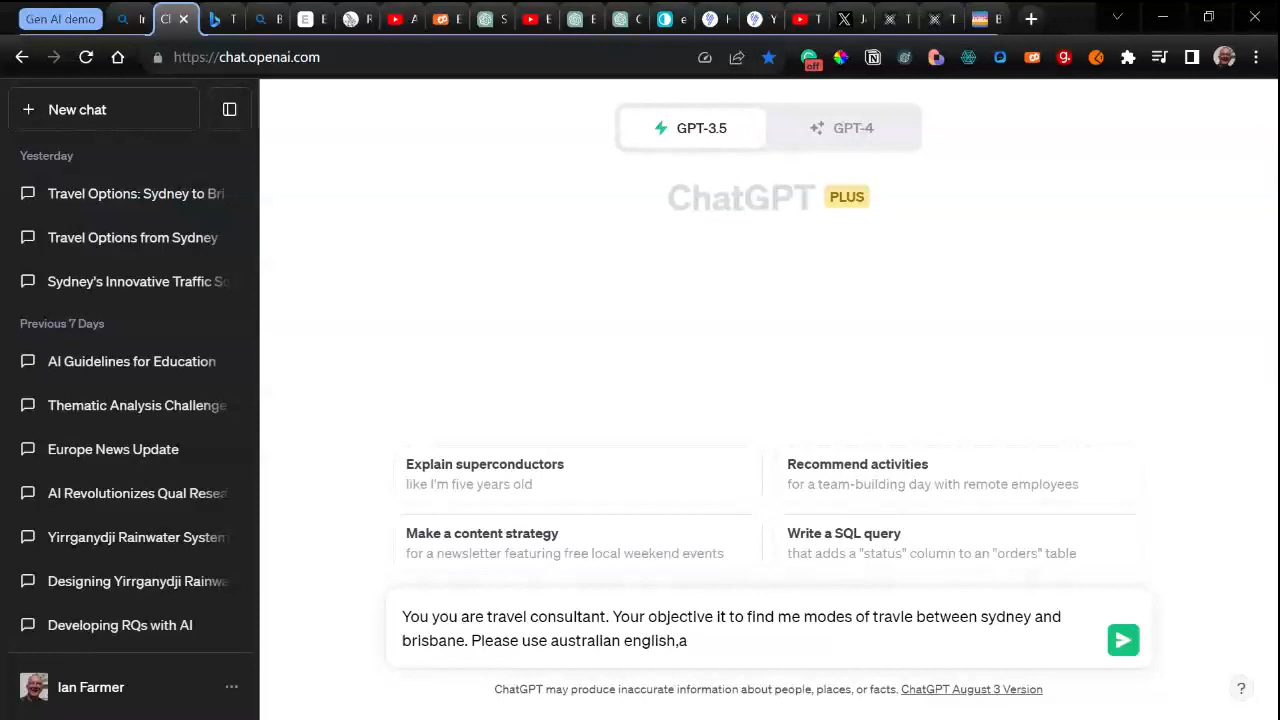 Gen AI demo
https://chat.openai.com
off
New chat
GPT-3.5
GPT-4
Yesterday
ChatGPT PLUS
Travel Options: Sydney to Bri
Travel Options from Sydney
Sydney's Innovative Traffic So
Previous 7 Days
AI Guidelines for Education
Thematic Analysis Challenge
Europe News Update
AI Revolutionizes Qual Resea
Yirrganydji Rainwater System
Designing Yirrganydji Rainwa
Developing RQs with AI
Ian Farmer
Explain superconductors
like I'm five years old
Recommend activities
for a team-building day with remote employees
Make a content strategy
for a newsletter featuring free local weekend events
Write a SQL query
that adds a "status" column to an "orders" table
You you are travel consultant. Your objective it to find me modes of travle between sydney and
brisbane. Please use australian english,a
ChatGPT may produce inaccurate information about people, places, or facts. ChatGPT August 3 Version
?